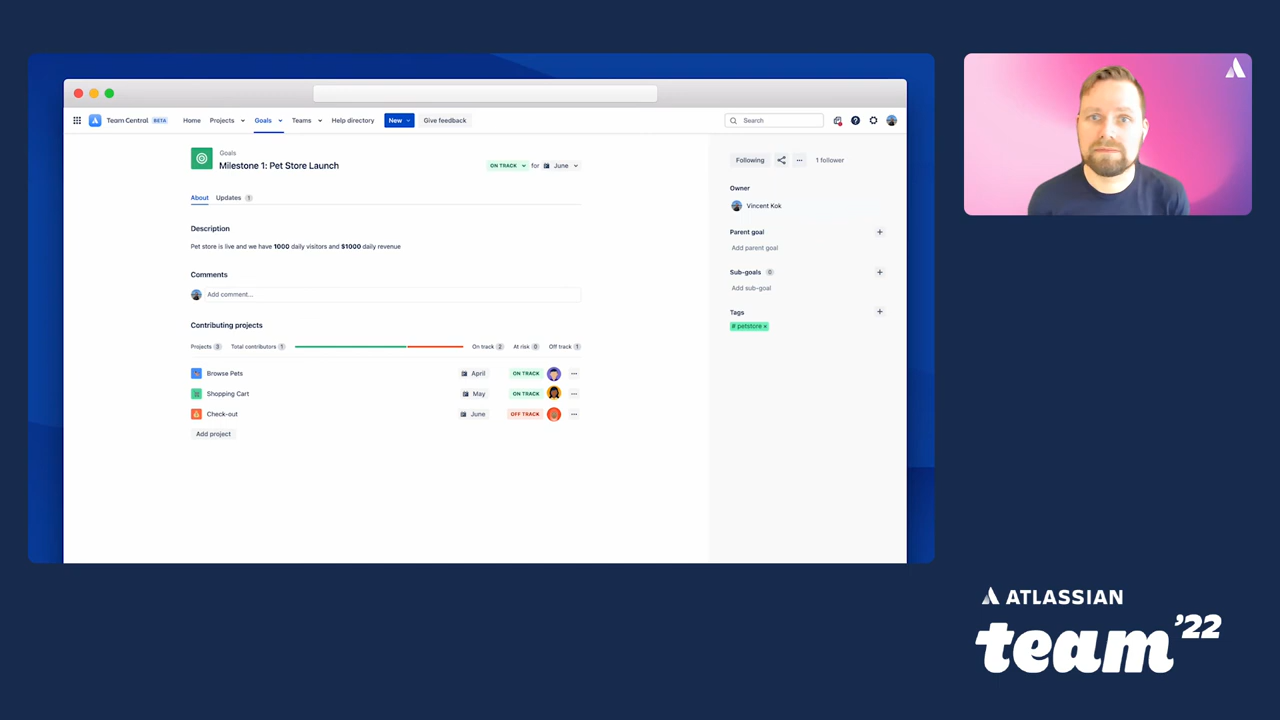 Team Central BETA Home Projects Goals Teams Help directory New Give feedback Search
Goals
Milestone 1: Pet Store Launch
ON TRACK for June
Following 1 follower
Owner
Vincent Kok
Parent goal
Add parent goal
Sub-goals 0
Add sub-goal
Tags
# petstore ×
About Updates 1
Description
Pet store is live and we have 1000 daily visitors and $1000 daily revenue
Comments
Add comment...
Contributing projects
Projects 3 Total contributors 1 On track 2 At risk 0 Off track 1
Browse Pets April ON TRACK
Shopping Cart May ON TRACK
Check-out June OFF TRACK
Add project
ATLASSIAN
team '22